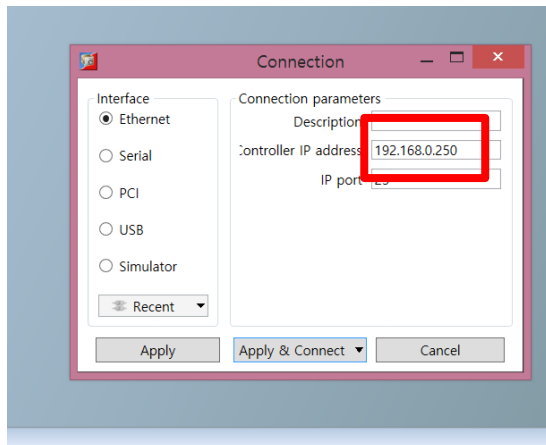 Connection
Interface
Ethernet
Serial
PCI
USB
Simulator
Recent
Connection parameters
Description
Controller IP address 192.168.0.250
IP port
Apply
Apply & Connect
Cancel